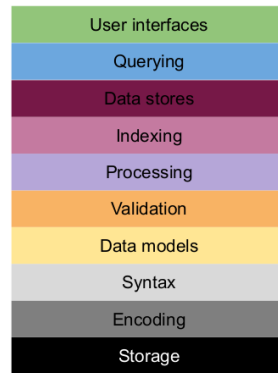 User interfaces
Querying
Data stores
Indexing
Processing
Validation
Data models
Syntax
Encoding
Storage